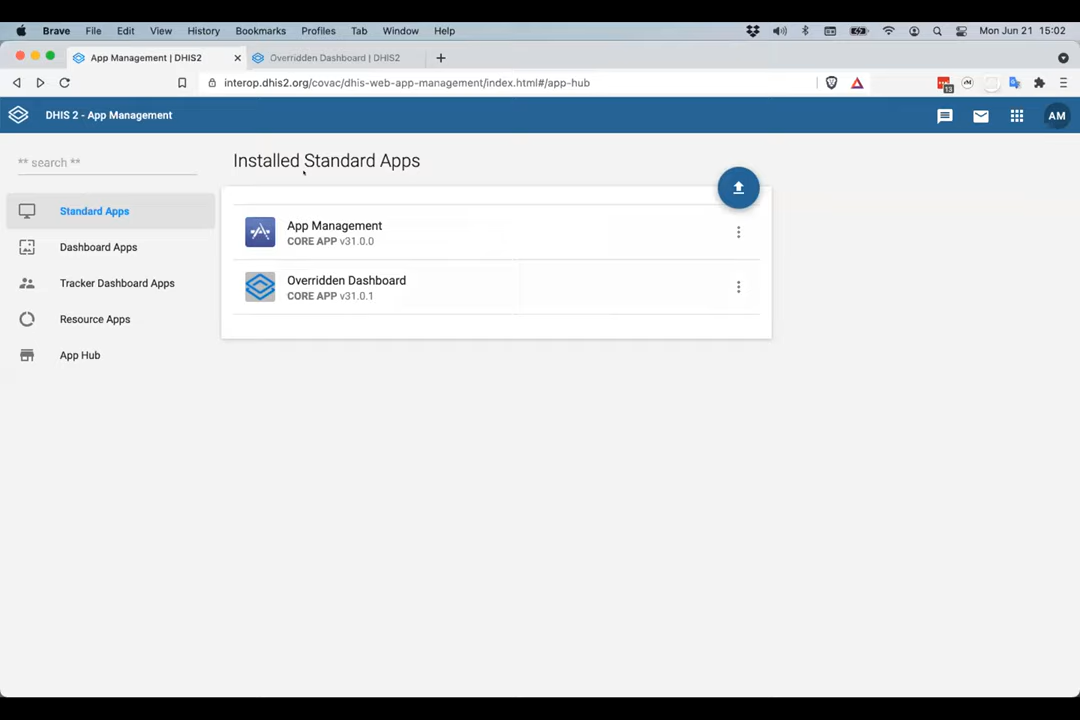 Brave File Edit View History Bookmarks Profiles Tab Window Help Mon Jun 21 15:02
App Management | DHIS2 Overridden Dashboard | DHIS2
interop.dhis2.org/covac/dhis-web-app-management/index.html#/app-hub
13
DHIS 2 - App Management
AM
** search **
Standard Apps
Dashboard Apps
Tracker Dashboard Apps
Resource Apps
App Hub
Installed Standard Apps
App Management
CORE APP v31.0.0
Overridden Dashboard
CORE APP v31.0.1